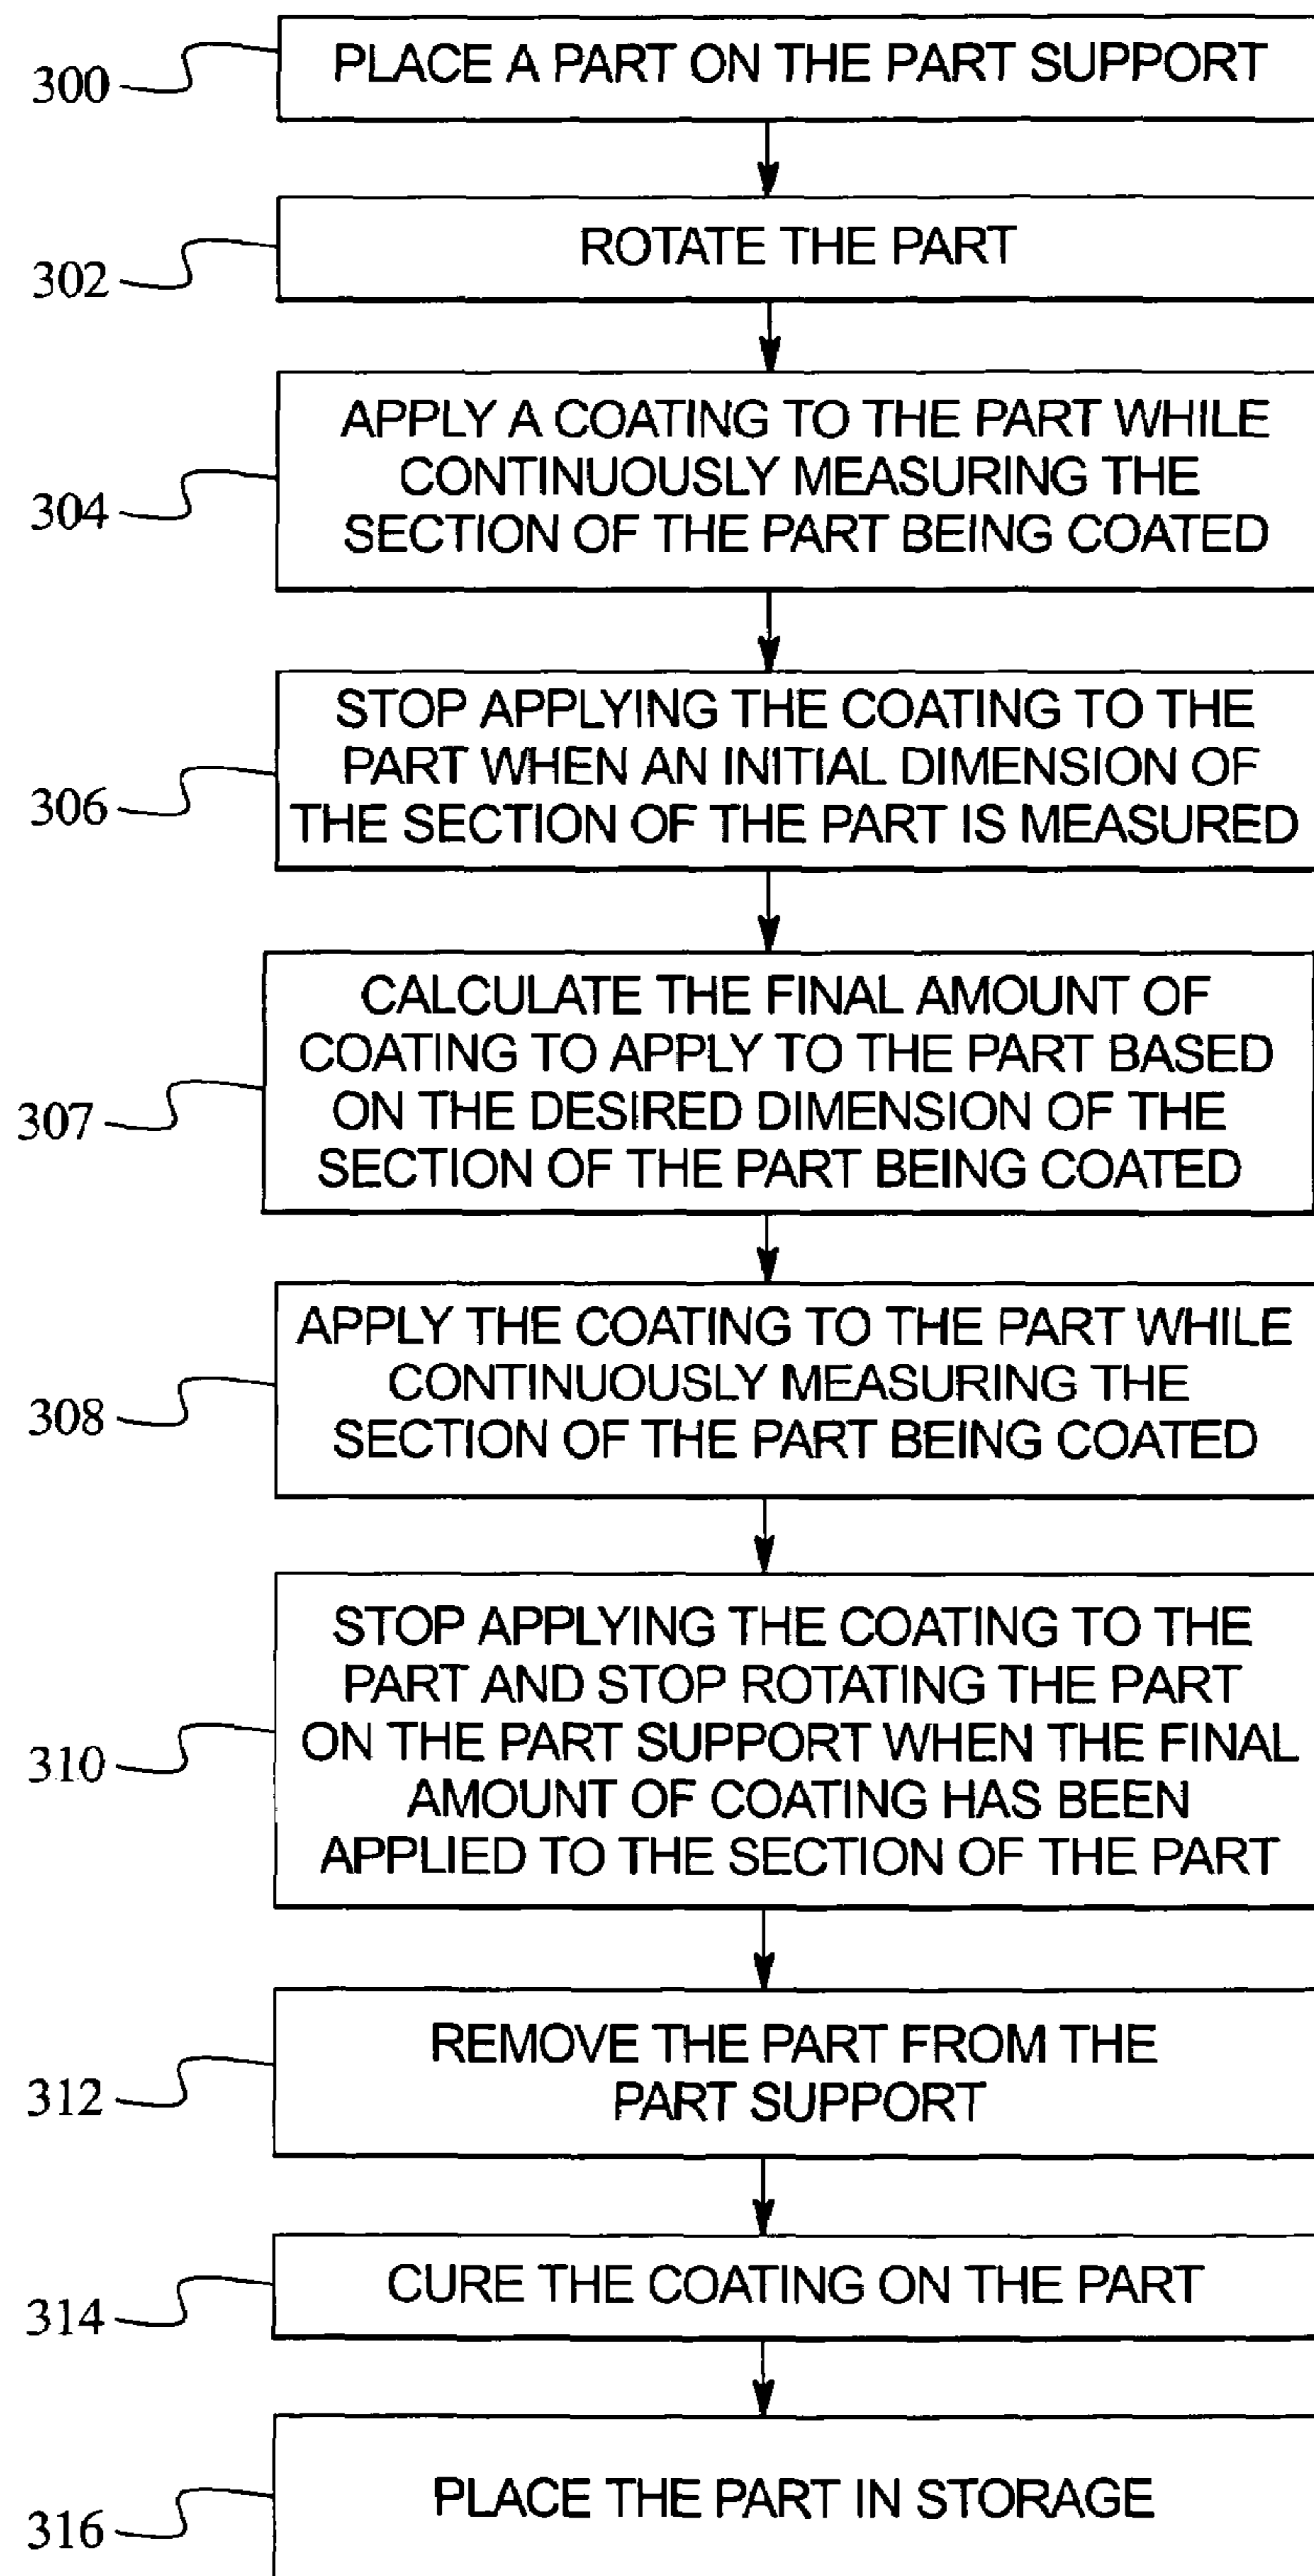 300
PLACE A PART ON THE PART SUPPORT
302
ROTATE THE PART
304
APPLY A COATING TO THE PART WHILE
CONTINUOUSLY MEASURING THE
SECTION OF THE PART BEING COATED
306
STOP APPLYING THE COATING TO THE
PART WHEN AN INITIAL DIMENSION OF
THE SECTION OF THE PART IS MEASURED
307
CALCULATE THE FINAL AMOUNT OF
COATING TO APPLY TO THE PART BASED
ON THE DESIRED DIMENSION OF THE
SECTION OF THE PART BEING COATED
308
APPLY THE COATING TO THE PART WHILE
CONTINUOUSLY MEASURING THE
SECTION OF THE PART BEING COATED
310
STOP APPLYING THE COATING TO THE
PART AND STOP ROTATING THE PART
ON THE PART SUPPORT WHEN THE FINAL
AMOUNT OF COATING HAS BEEN
APPLIED TO THE SECTION OF THE PART
312
REMOVE THE PART FROM THE
PART SUPPORT
314
CURE THE COATING ON THE PART
316
PLACE THE PART IN STORAGE